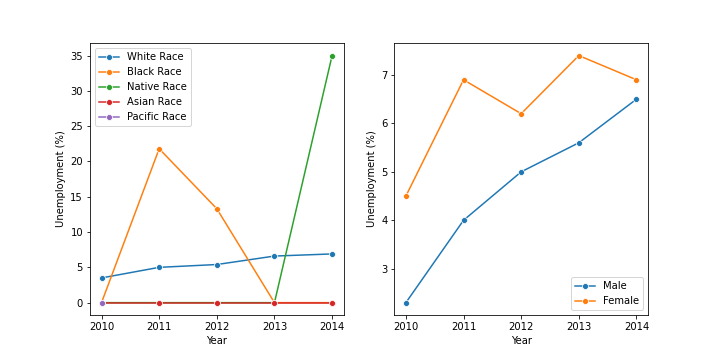 35
30
25
20
15
10
5
0
Unemployment (%)
White Race
Black Race
Native Race
Asian Race
Pacific Race
2010 2011 2012 2013 2014
Year
7
6
5
4
3
Unemployment (%)
Male
Female
2010 2011 2012 2013 2014
Year